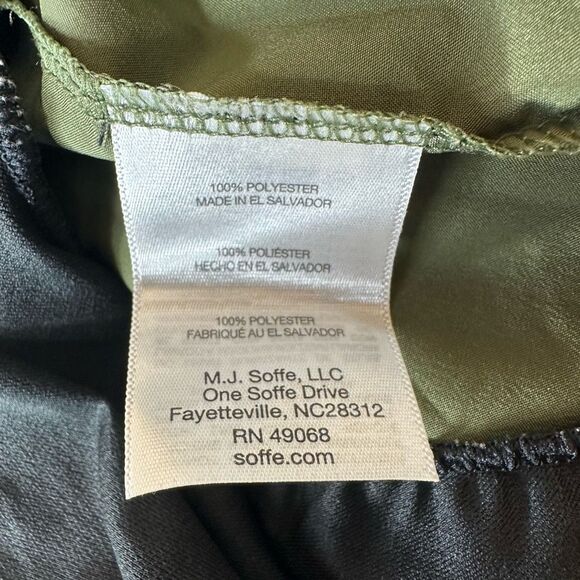 100% POLYESTER
MADE IN EL SALVADOR
100% POLIÉSTER
HECHO EN EL SALVADOR
100% POLYESTER
FABRIQUÉ AU EL SALVADOR
M.J. Soffe, LLC
One Soffe Drive
Fayetteville, NC28312
RN 49068
soffe.com